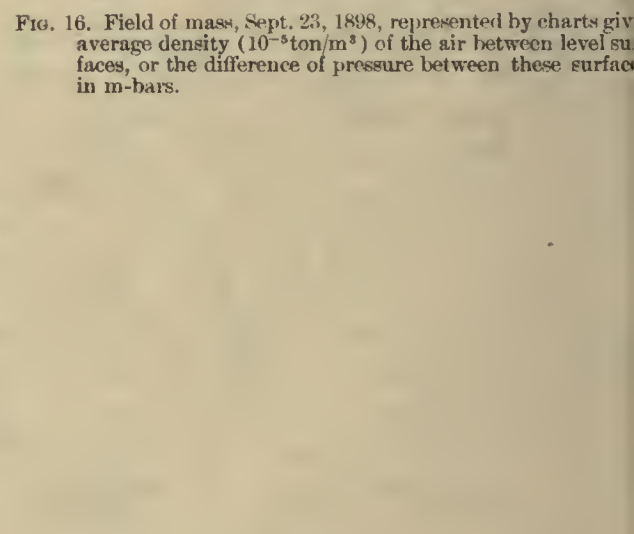 FIG. 16. Field of mass, Sept. 23, 1898, represented by charts giv
average density (10⁻⁵ton/m³) of the air between level su
faces, or the difference of pressure between these surfac
in m-bars.